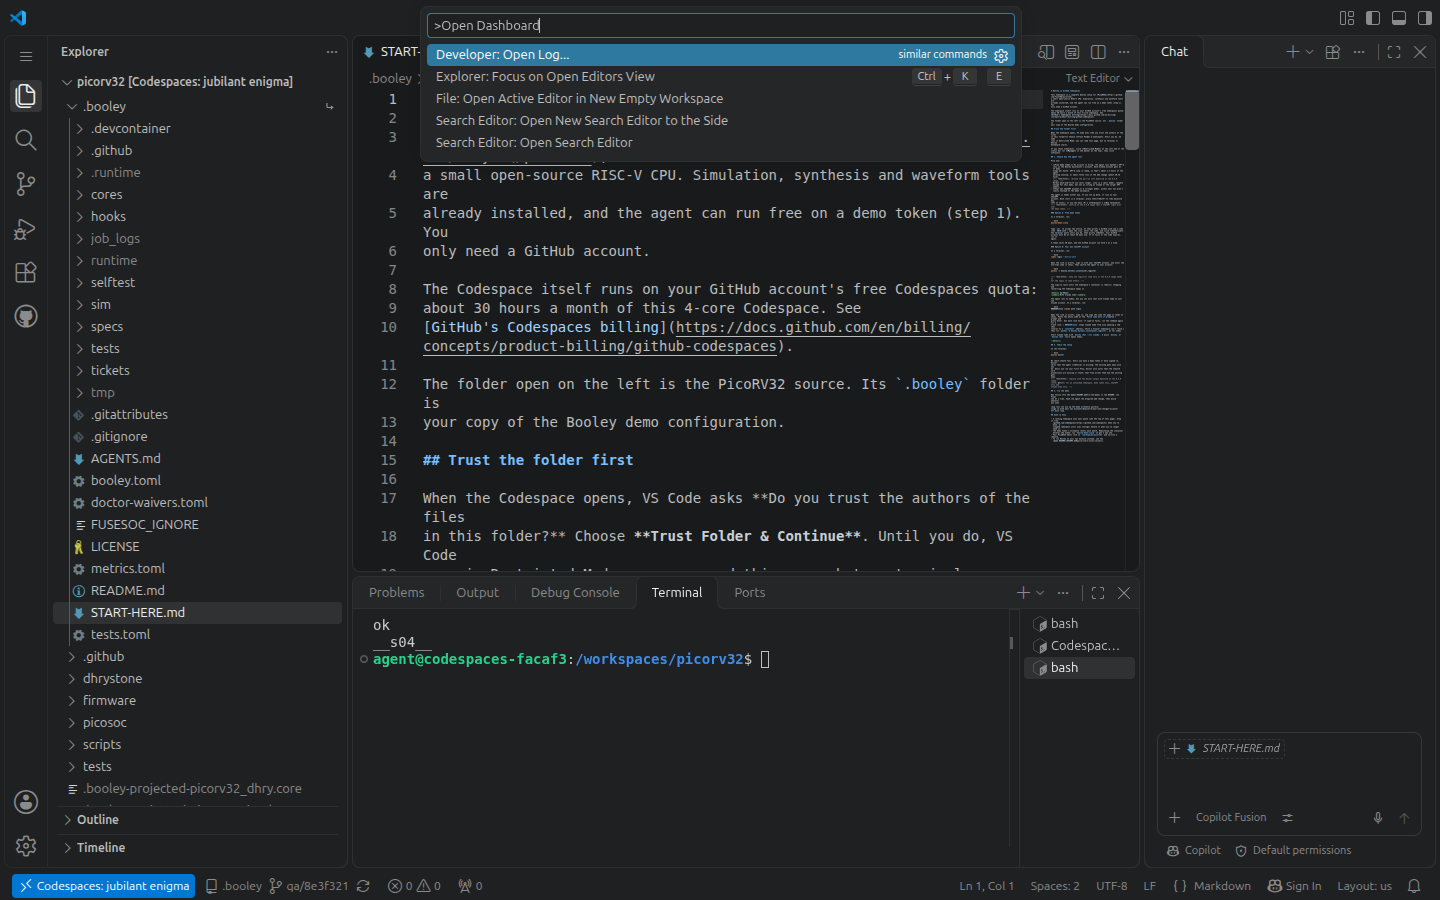 >Open Dashboard
Developer: Open Log...
similar commands
Explorer: Focus on Open Editors View
Ctrl + K E
File: Open Active Editor in New Empty Workspace
Search Editor: Open New Search Editor to the Side
Search Editor: Open Search Editor
Explorer
picorv32 [Codespaces: jubilant enigma]
.booley
.devcontainer
.github
.runtime
cores
hooks
job_logs
runtime
selftest
sim
specs
tests
tickets
tmp
.gitattributes
.gitignore
AGENTS.md
booley.toml
doctor-waivers.toml
FUSESOC_IGNORE
LICENSE
metrics.toml
README.md
START-HERE.md
tests.toml
.github
dhrystone
firmware
picosoc
scripts
tests
.booley-projected-picorv32_dhry.core
Outline
Timeline
START-
.booley
Text Editor
1
2
3
4 a small open-source RISC-V CPU. Simulation, synthesis and waveform tools
are
5 already installed, and the agent can run free on a demo token (step 1).
You
6 only need a GitHub account.
7
8 The Codespace itself runs on your GitHub account's free Codespaces quota:
9 about 30 hours a month of this 4-core Codespace. See
10 [GitHub's Codespaces billing](https://docs.github.com/en/billing/
concepts/product-billing/github-codespaces).
11
12 The folder open on the left is the PicoRV32 source. Its `.booley` folder
is
13 your copy of the Booley demo configuration.
14
15 ## Trust the folder first
16
17 When the Codespace opens, VS Code asks **Do you trust the authors of the
files
18 in this folder?** Choose **Trust Folder & Continue**. Until you do, VS
Code
Problems
Output
Debug Console
Terminal
Ports
ok
__s04__
agent@codespaces-facaf3:/workspaces/picorv32$
bash
Codespac...
bash
Chat
START-HERE.md
Copilot Fusion
Copilot
Default permissions
Codespaces: jubilant enigma
.booley
qa/8e3f321
0
0
0
Ln 1, Col 1
Spaces: 2
UTF-8
LF
{ } Markdown
Sign In
Layout: us